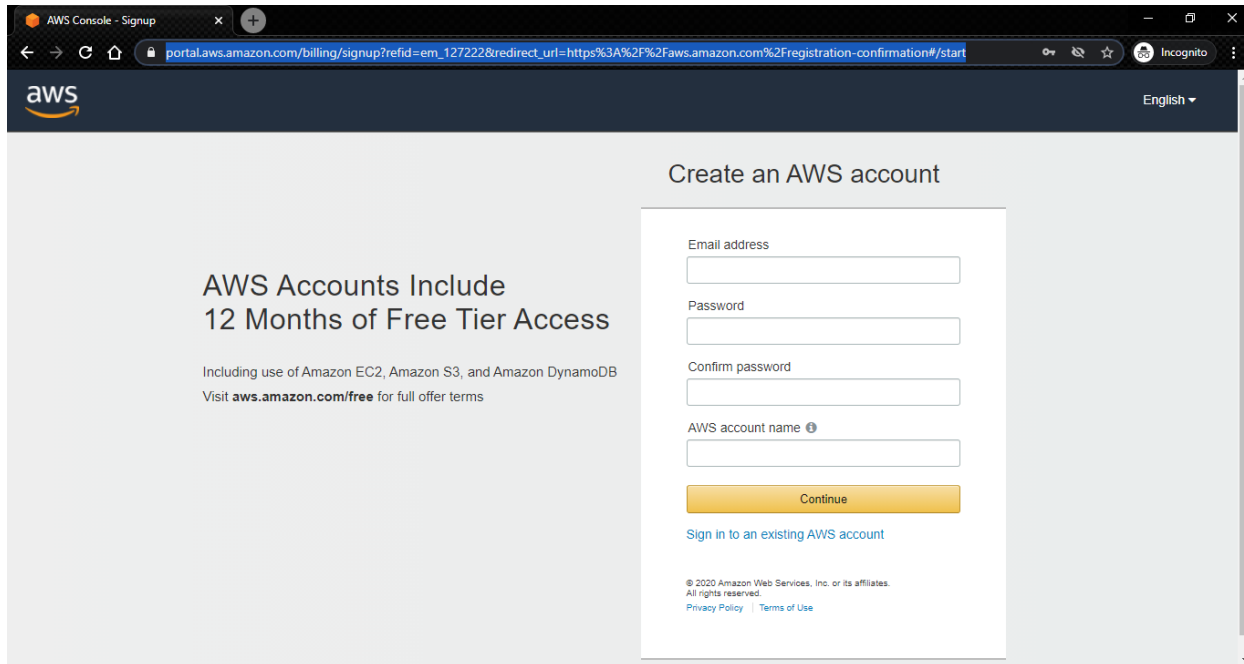 AWS Console - Signup
portal.aws.amazon.com/billing/signup?refid=em_127222&redirect_url=https%3A%2F%2Faws.amazon.com%2Fregistration-confirmation#/start
Incognito
aws
English
Create an AWS account
AWS Accounts Include
12 Months of Free Tier Access
Including use of Amazon EC2, Amazon S3, and Amazon DynamoDB
Visit aws.amazon.com/free for full offer terms
Email address
Password
Confirm password
AWS account name
Continue
Sign in to an existing AWS account
© 2020 Amazon Web Services, Inc. or its affiliates.
All rights reserved.
Privacy Policy | Terms of Use